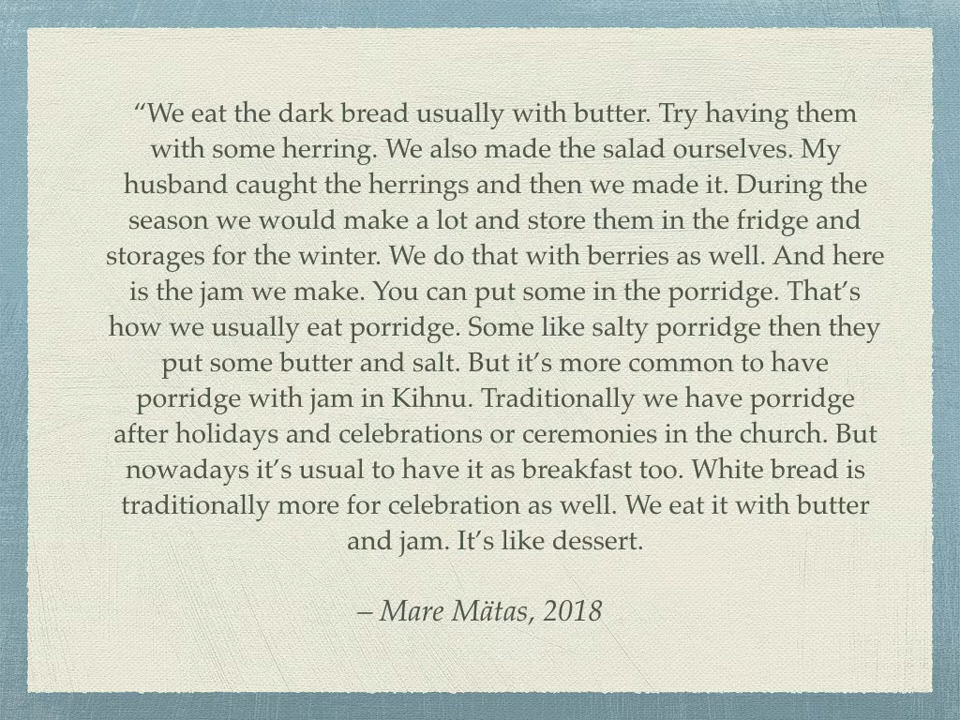 “We eat the dark bread usually with butter. Try having them
with some herring. We also made the salad ourselves. My
husband caught the herrings and then we made it. During the
season we would make a lot and store them in the fridge and
storages for the winter. We do that with berries as well. And here
is the jam we make. You can put some in the porridge. That’s
how we usually eat porridge. Some like salty porridge then they
put some butter and salt. But it’s more common to have
porridge with jam in Kihnu. Traditionally we have porridge
after holidays and celebrations or ceremonies in the church. But
nowadays it’s usual to have it as breakfast too. White bread is
traditionally more for celebration as well. We eat it with butter
and jam. It’s like dessert.
– Mare Mätas, 2018